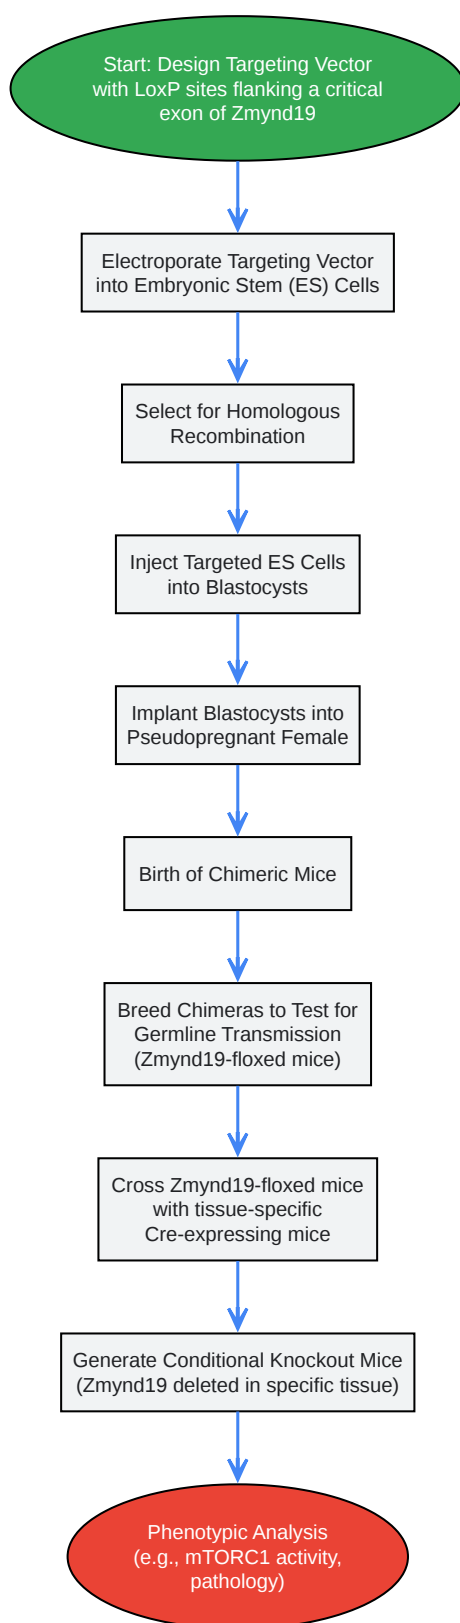 Start: Design Targeting Vector
with LoxP sites flanking a critical
exon of Zmynd19
Electroporate Targeting Vector
into Embryonic Stem (ES) Cells
Select for Homologous
Recombination
Inject Targeted ES Cells
into Blastocysts
Implant Blastocysts into
Pseudopregnant Female
Birth of Chimeric Mice
Breed Chimeras to Test for
Germline Transmission
(Zmynd19-floxed mice)
Cross Zmynd19-floxed mice
with tissue-specific
Cre-expressing mice
Generate Conditional Knockout Mice
(Zmynd19 deleted in specific tissue)
Phenotypic Analysis
(e.g., mTORC1 activity,
pathology)